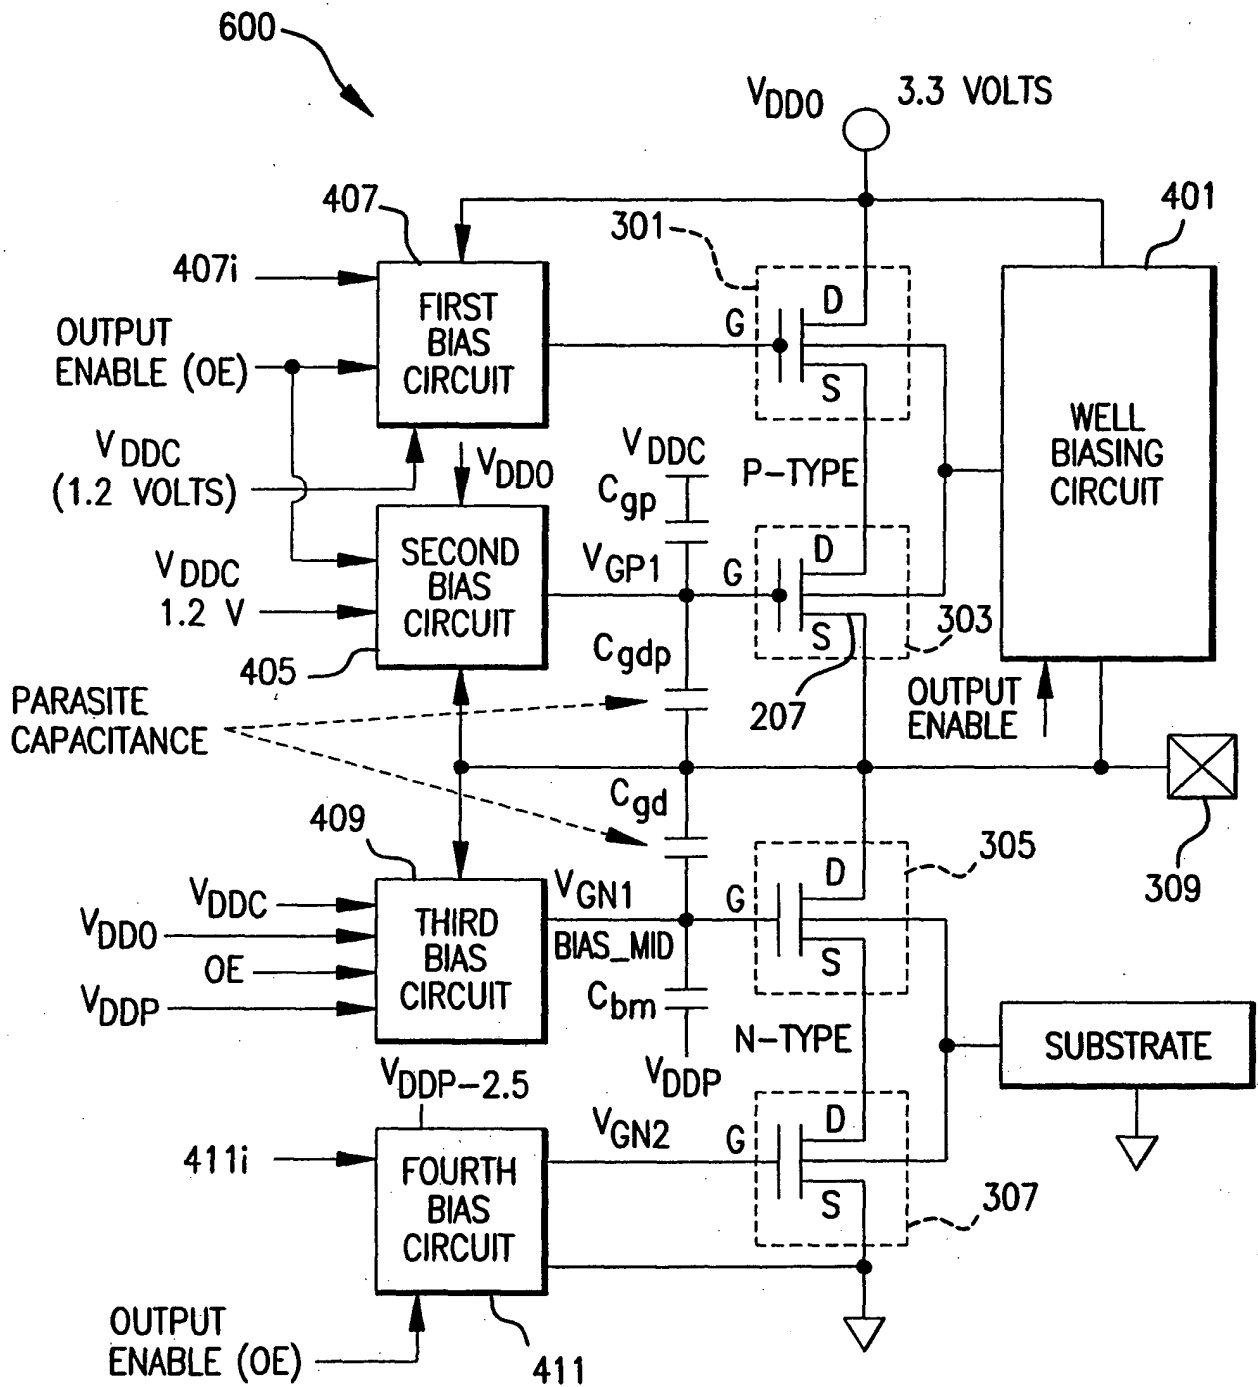 600
VDDO 3.3 VOLTS
407
301
401
407i
FIRST
BIAS
CIRCUIT
D
G
S
OUTPUT
ENABLE (OE)
WELL
BIASING
CIRCUIT
VDDC
(1.2 VOLTS)
VDDO
VDDC
Cgp
P-TYPE
SECOND
BIAS
CIRCUIT
VDDC
1.2 V
VGP1
G
D
S
303
405
Cgdp
207
OUTPUT
ENABLE
PARASITE
CAPACITANCE
Cgd
309
409
305
VDDC
VDDO
OE
VDDP
THIRD
BIAS
CIRCUIT
VGN1
BIAS_MID
G
D
S
Cbm
VDDP
N-TYPE
SUBSTRATE
VDDP-2.5
411i
FOURTH
BIAS
CIRCUIT
VGN2
G
D
S
307
OUTPUT
ENABLE (OE)
411